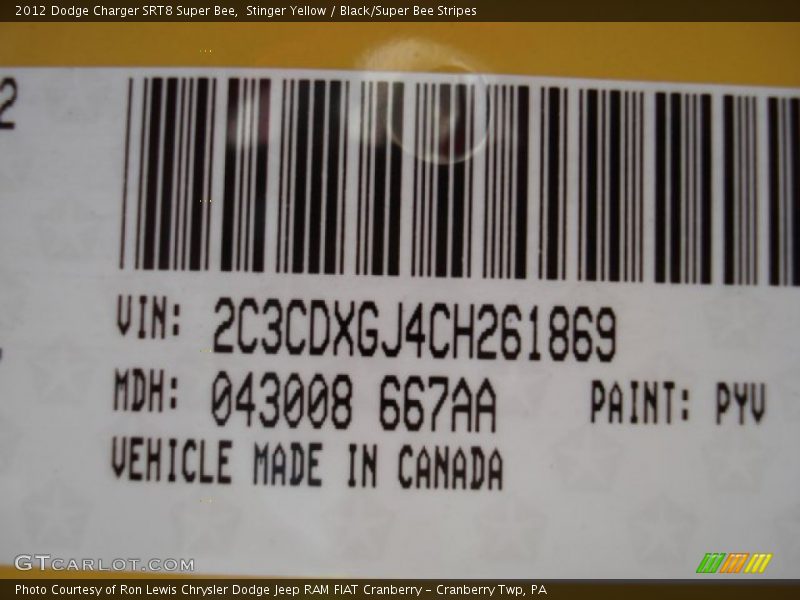 2012 Dodge Charger SRT8 Super Bee,  Stinger Yellow / Black/Super Bee Stripes
2
VIN: 2C3CDXGJ4CH261869
MDH: 043008 667AA PAINT: PYV
VEHICLE MADE IN CANADA
GTCARLOT.COM
Photo Courtesy of Ron Lewis Chrysler Dodge Jeep RAM FIAT Cranberry – Cranberry Twp, PA